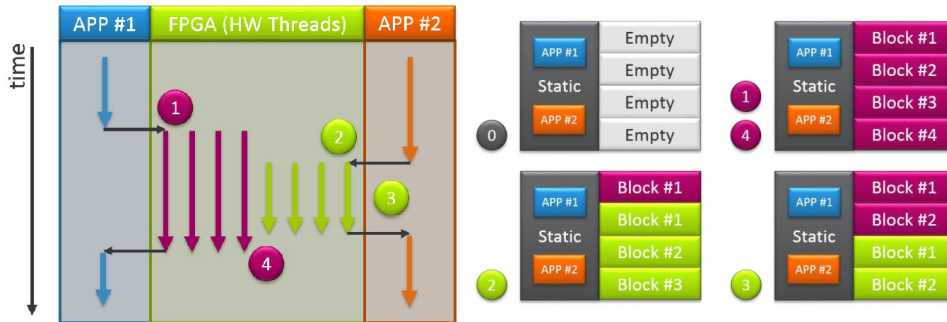 APP #1
FPGA (HW Threads)
APP #2
time
1
2
3
4
0
APP #1
Static
APP #2
Empty
Empty
Empty
Empty
1
4
APP #1
Static
APP #2
Block #1
Block #2
Block #3
Block #4
2
APP #1
Static
APP #2
Block #1
Block #1
Block #2
Block #3
3
APP #1
Static
APP #2
Block #1
Block #2
Block #1
Block #2